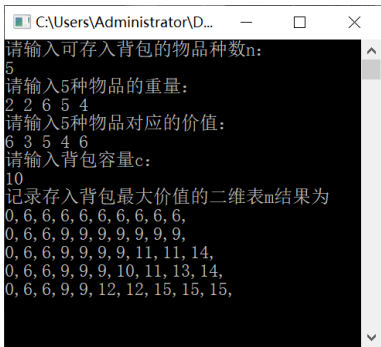 C:\Users\Administrator\D...
请输入可存入背包的物品种数n：
5
请输入5种物品的重量：
2 2 6 5 4
请输入5种物品对应的价值：
6 3 5 4 6
请输入背包容量c：
10
记录存入背包最大价值的二维表m结果为
0,6,6,6,6,6,6,6,6,6,
0,6,6,9,9,9,9,9,9,9,
0,6,6,9,9,9,9,11,11,14,
0,6,6,9,9,9,10,11,13,14,
0,6,6,9,9,12,12,15,15,15,